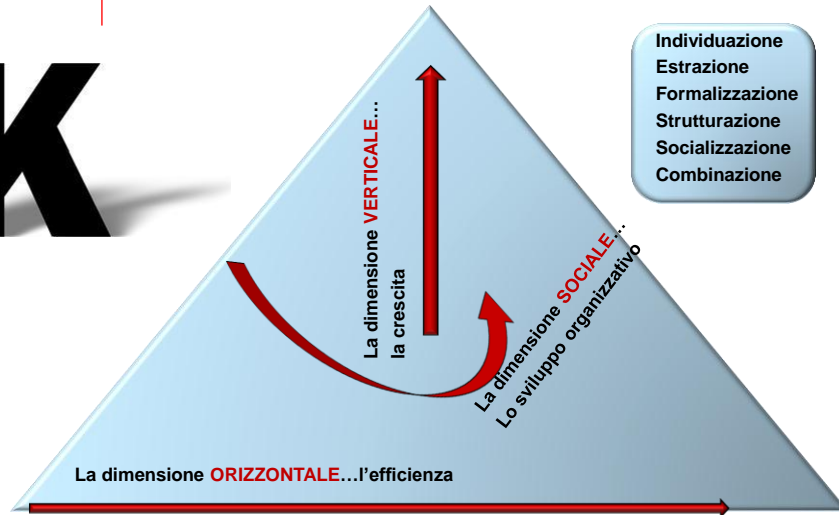 K
Individuazione
Estrazione
Formalizzazione
Strutturazione
Socializzazione
Combinazione
La dimensione VERTICALE…
la crescita
La dimensione SOCIALE…
Lo sviluppo organizzativo
La dimensione ORIZZONTALE…l'efficienza